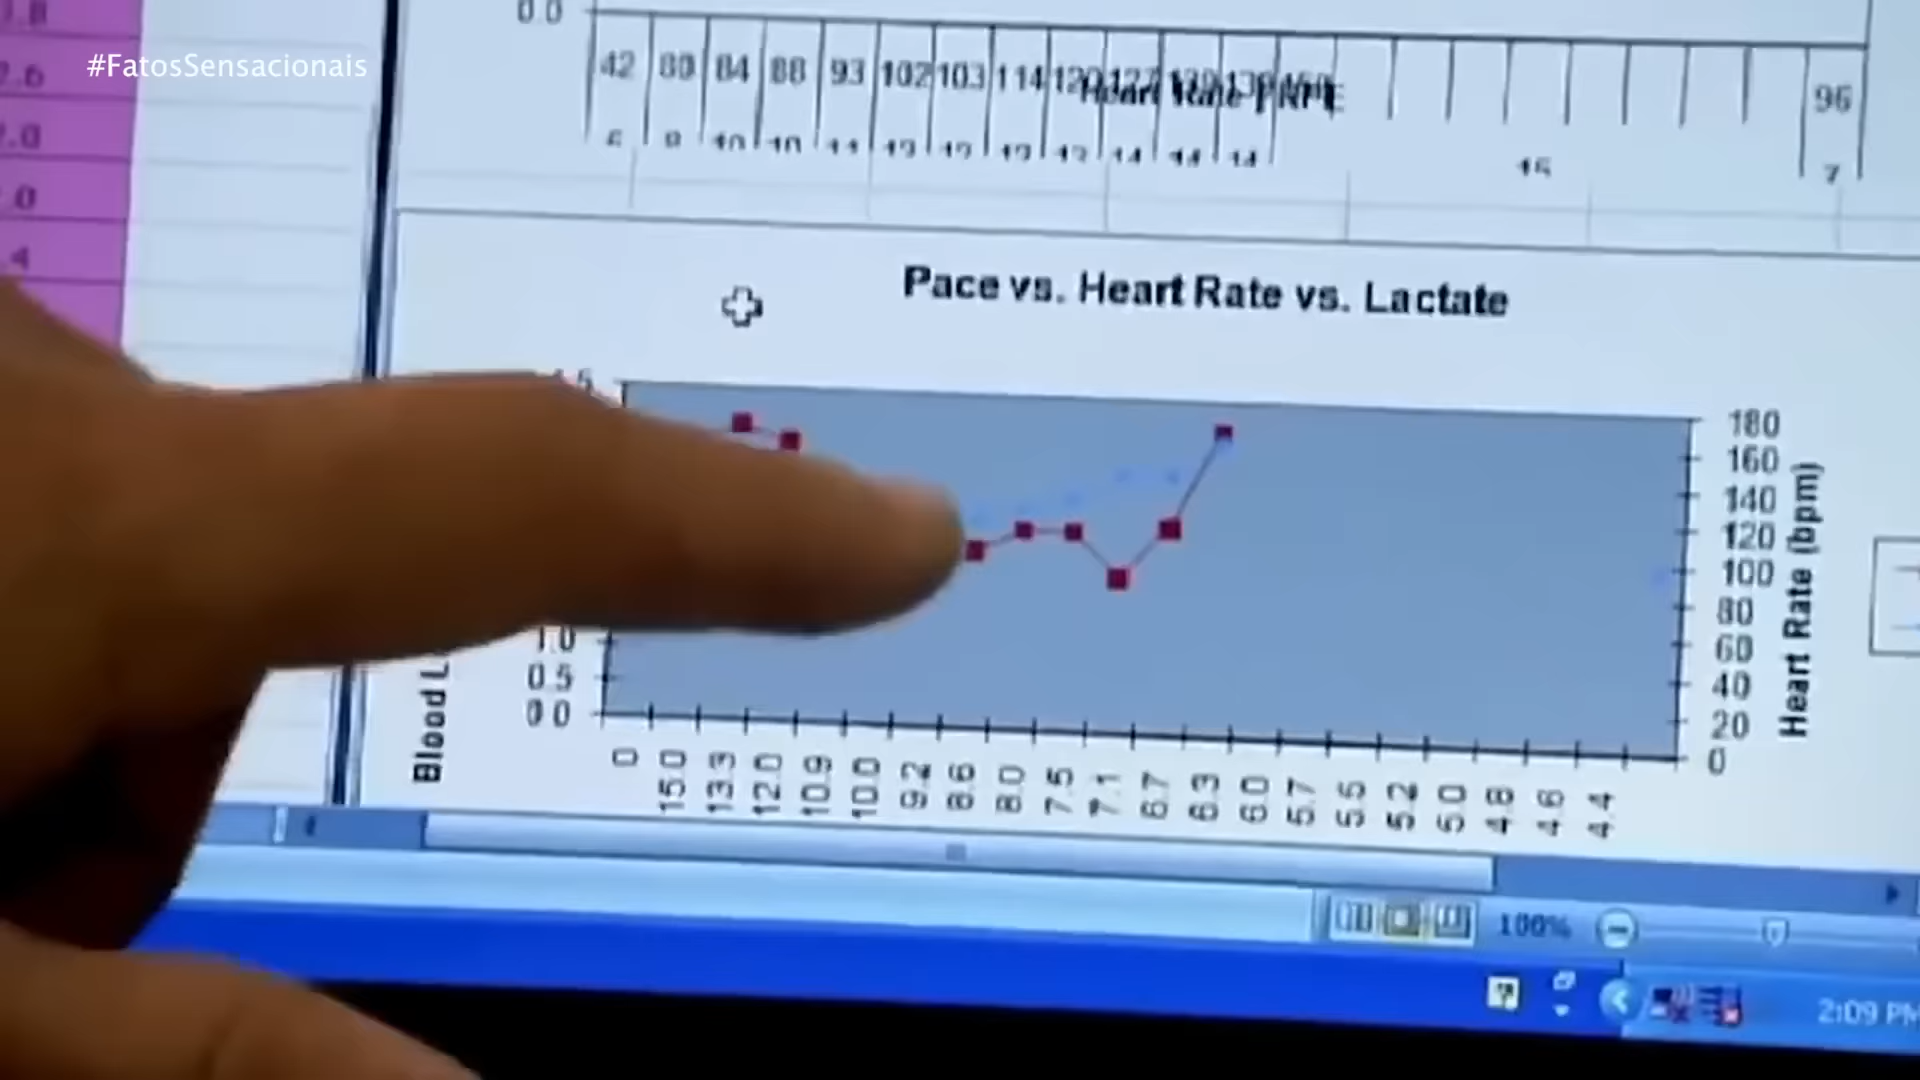 #FatosSensacionais
0.0
42 80 84 88 93 102 103 114 120 127
Heart Rate
96
7
Pace vs. Heart Rate vs. Lactate
180
160
140
120
100
80
60
40
20
0
Heart Rate (bpm)
Blood
1.0
0.5
0.0
0 15.0 13.3 12.0 10.9 10.0 9.2 8.6 8.0 7.5 7.1 6.7 6.3 6.0 5.7 5.5 5.2 5.0 4.8 4.6 4.4
100%
2:09 PM